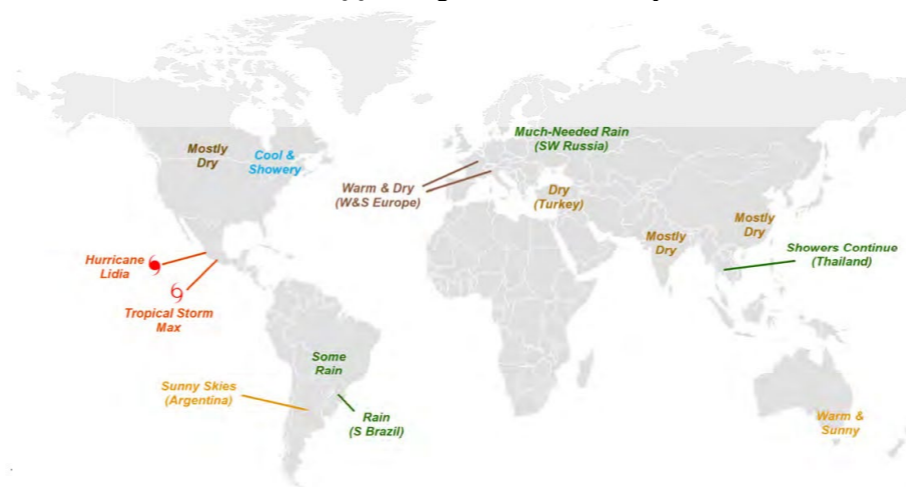 Much-Needed Rain
(SW Russia)
Mostly
Dry
Cool &
Showery
Warm & Dry
(W&S Europe)
Dry
(Turkey)
Mostly
Dry
Mostly
Dry
Showers Continue
(Thailand)
Hurricane
Lidia
Tropical Storm
Max
Some
Rain
Sunny Skies
(Argentina)
Rain
(S Brazil)
Warm &
Sunny